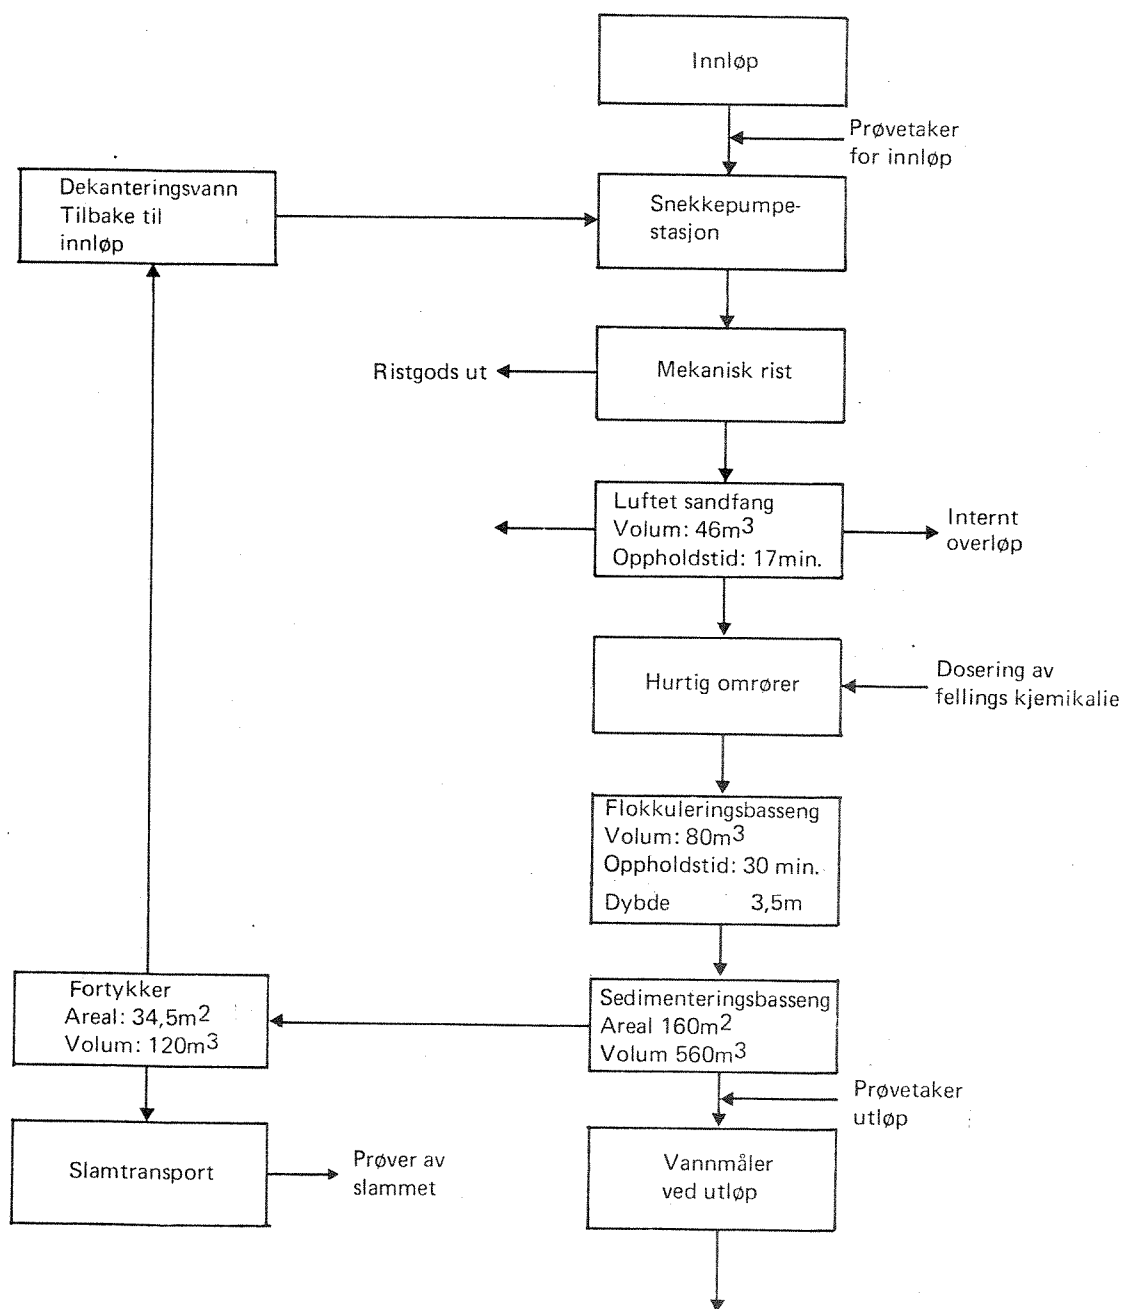 Innløp
Prøvetaker
for innløp
Dekanteringsvann
Tilbake til
innløp
Snekkepumpe-
stasjon
Ristgods ut
Mekanisk rist
Luftet sandfang
Volum: 46m³
Oppholdstid: 17min.
Internt
overløp
Hurtig omrører
Dosering av
fellings kjemikalie
Flokkuleringsbasseng
Volum: 80m³
Oppholdstid: 30 min.
Dybde 3,5m
Fortykker
Areal: 34,5m²
Volum: 120m³
Sedimenteringsbasseng
Areal 160m²
Volum 560m³
Prøvetaker
utløp
Slamtransport
Prøver av
slammet
Vannmåler
ved utløp